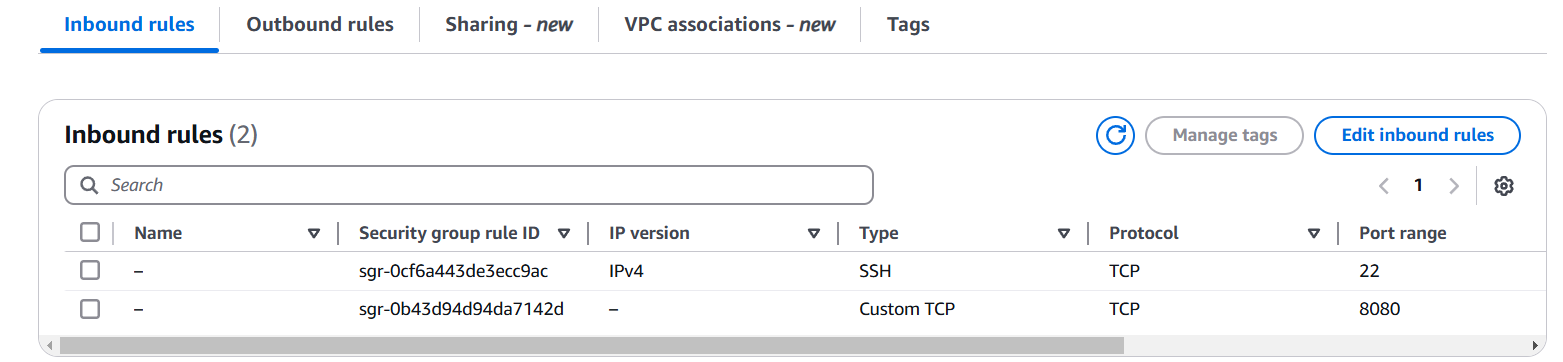 Inbound rules Outbound rules Sharing - new VPC associations - new Tags
Inbound rules (2) Manage tags Edit inbound rules
Search 1
Name Security group rule ID IP version Type Protocol Port range
– sgr-0cf6a443de3ecc9ac IPv4 SSH TCP 22
– sgr-0b43d94d94da7142d – Custom TCP TCP 8080